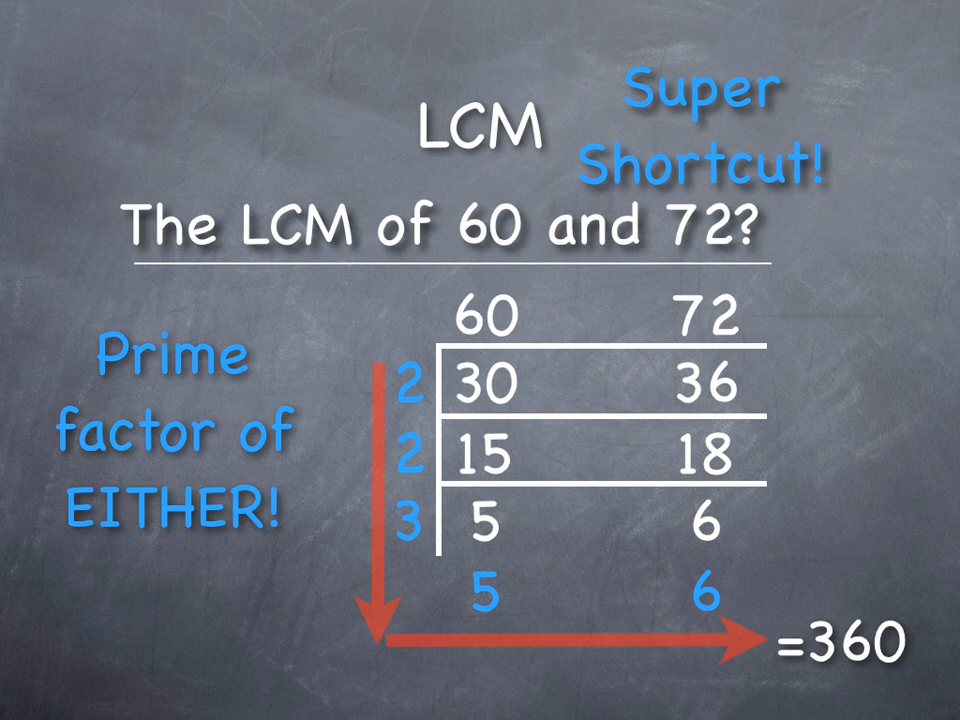 Super
Shortcut!
LCM
The LCM of 60 and 72?
Prime
factor of
EITHER!
60 72
2 30 36
2 15 18
3 5 6
5 6
=360